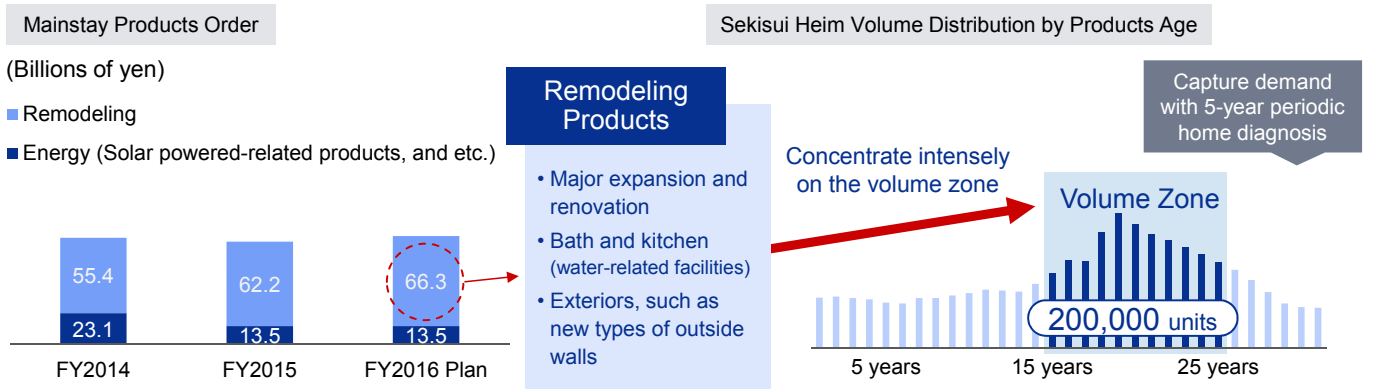 Mainstay Products Order
(Billions of yen)
Remodeling
Energy (Solar powered-related products, and etc.)
55.4
23.1
FY2014
62.2
13.5
FY2015
66.3
13.5
FY2016 Plan
Remodeling
Products
• Major expansion and
renovation
• Bath and kitchen
(water-related facilities)
• Exteriors, such as
new types of outside
walls
Sekisui Heim Volume Distribution by Products Age
Concentrate intensely
on the volume zone
Capture demand
with 5-year periodic
home diagnosis
Volume Zone
200,000 units
5 years
15 years
25 years